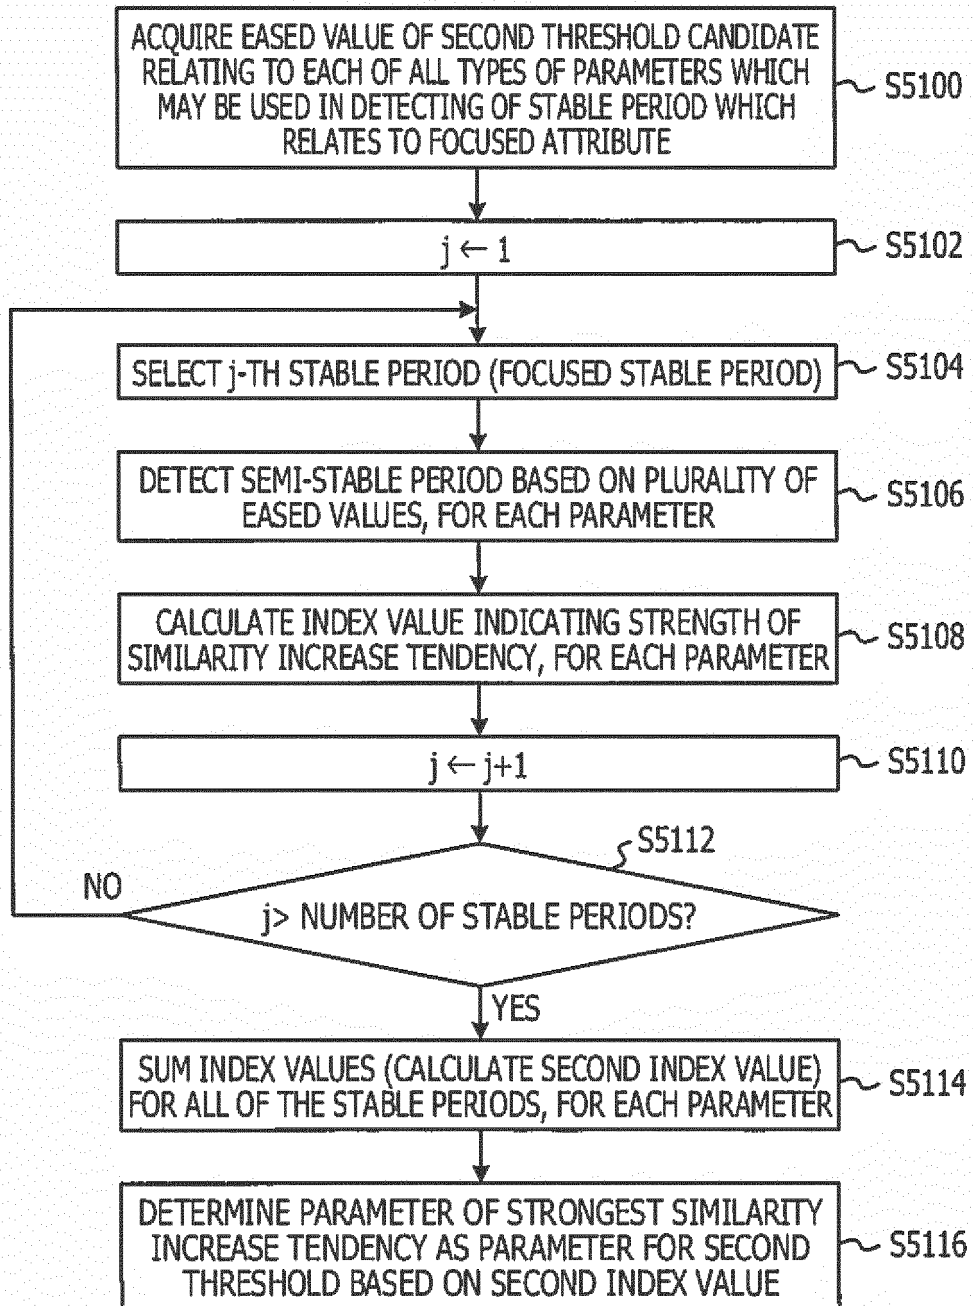 ACQUIRE EASED VALUE OF SECOND THRESHOLD CANDIDATE
RELATING TO EACH OF ALL TYPES OF PARAMETERS WHICH
MAY BE USED IN DETECTING OF STABLE PERIOD WHICH
RELATES TO FOCUSED ATTRIBUTE
S5100
j ← 1
S5102
SELECT j-TH STABLE PERIOD (FOCUSED STABLE PERIOD)
S5104
DETECT SEMI-STABLE PERIOD BASED ON PLURALITY OF
EASED VALUES, FOR EACH PARAMETER
S5106
CALCULATE INDEX VALUE INDICATING STRENGTH OF
SIMILARITY INCREASE TENDENCY, FOR EACH PARAMETER
S5108
j ← j+1
S5110
S5112
NO
j> NUMBER OF STABLE PERIODS?
YES
SUM INDEX VALUES (CALCULATE SECOND INDEX VALUE)
FOR ALL OF THE STABLE PERIODS, FOR EACH PARAMETER
S5114
DETERMINE PARAMETER OF STRONGEST SIMILARITY
INCREASE TENDENCY AS PARAMETER FOR SECOND
THRESHOLD BASED ON SECOND INDEX VALUE
S5116